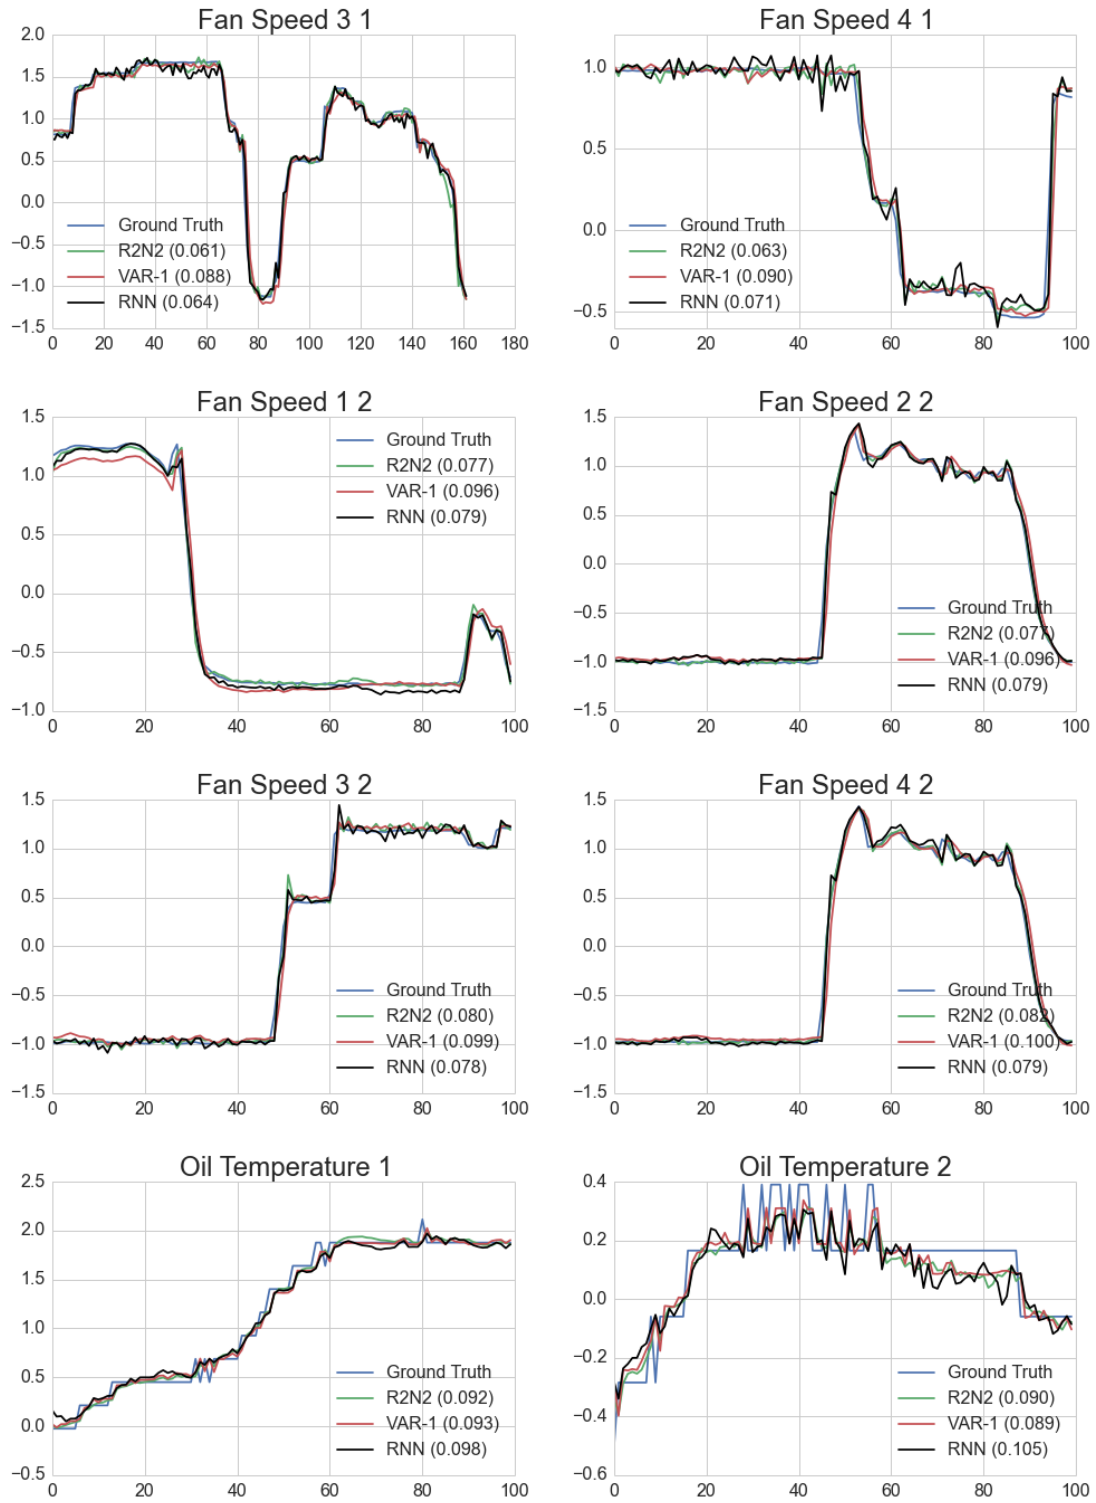 Fan Speed 3 1
2.0
1.5
1.0
0.5
0.0
−0.5
−1.0
−1.5
Ground Truth
R2N2 (0.061)
VAR-1 (0.088)
RNN (0.064)
0 20 40 60 80 100 120 140 160 180
Fan Speed 4 1
1.0
0.5
0.0
−0.5
Ground Truth
R2N2 (0.063)
VAR-1 (0.090)
RNN (0.071)
0 20 40 60 80 100
Fan Speed 1 2
1.5
1.0
0.5
0.0
−0.5
−1.0
Ground Truth
R2N2 (0.077)
VAR-1 (0.096)
RNN (0.079)
0 20 40 60 80 100
Fan Speed 2 2
1.5
1.0
0.5
0.0
−0.5
−1.0
−1.5
Ground Truth
R2N2 (0.077)
VAR-1 (0.096)
RNN (0.079)
0 20 40 60 80 100
Fan Speed 3 2
1.5
1.0
0.5
0.0
−0.5
−1.0
−1.5
Ground Truth
R2N2 (0.080)
VAR-1 (0.099)
RNN (0.078)
0 20 40 60 80 100
Fan Speed 4 2
1.5
1.0
0.5
0.0
−0.5
−1.0
−1.5
Ground Truth
R2N2 (0.082)
VAR-1 (0.100)
RNN (0.079)
0 20 40 60 80 100
Oil Temperature 1
2.5
2.0
1.5
1.0
0.5
0.0
−0.5
Ground Truth
R2N2 (0.092)
VAR-1 (0.093)
RNN (0.098)
0 20 40 60 80 100
Oil Temperature 2
0.4
0.2
0.0
−0.2
−0.4
−0.6
Ground Truth
R2N2 (0.090)
VAR-1 (0.089)
RNN (0.105)
0 20 40 60 80 100